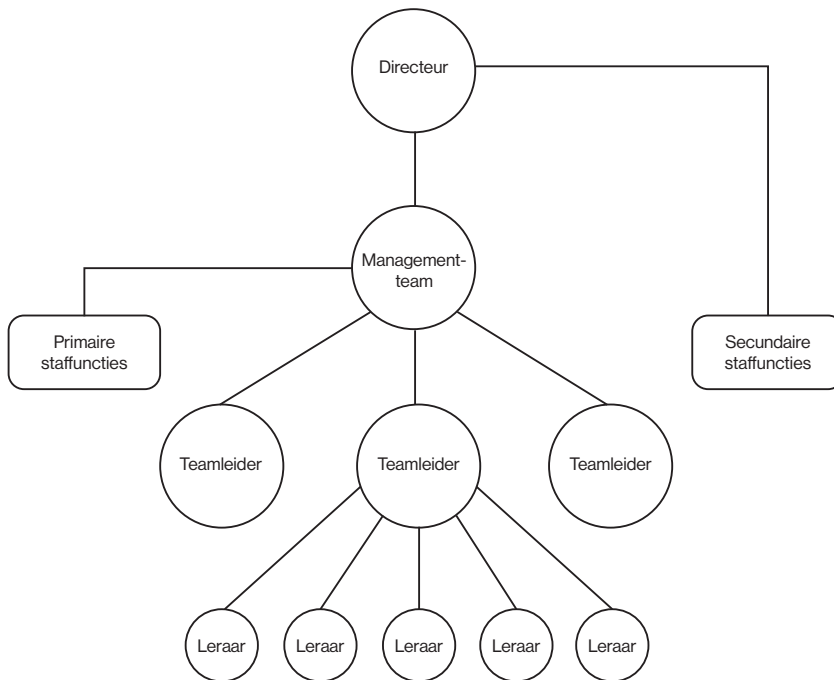 Directeur
Management-
team
Primaire
staffuncties
Secundaire
staffuncties
Teamleider
Teamleider
Teamleider
Leraar
Leraar
Leraar
Leraar
Leraar